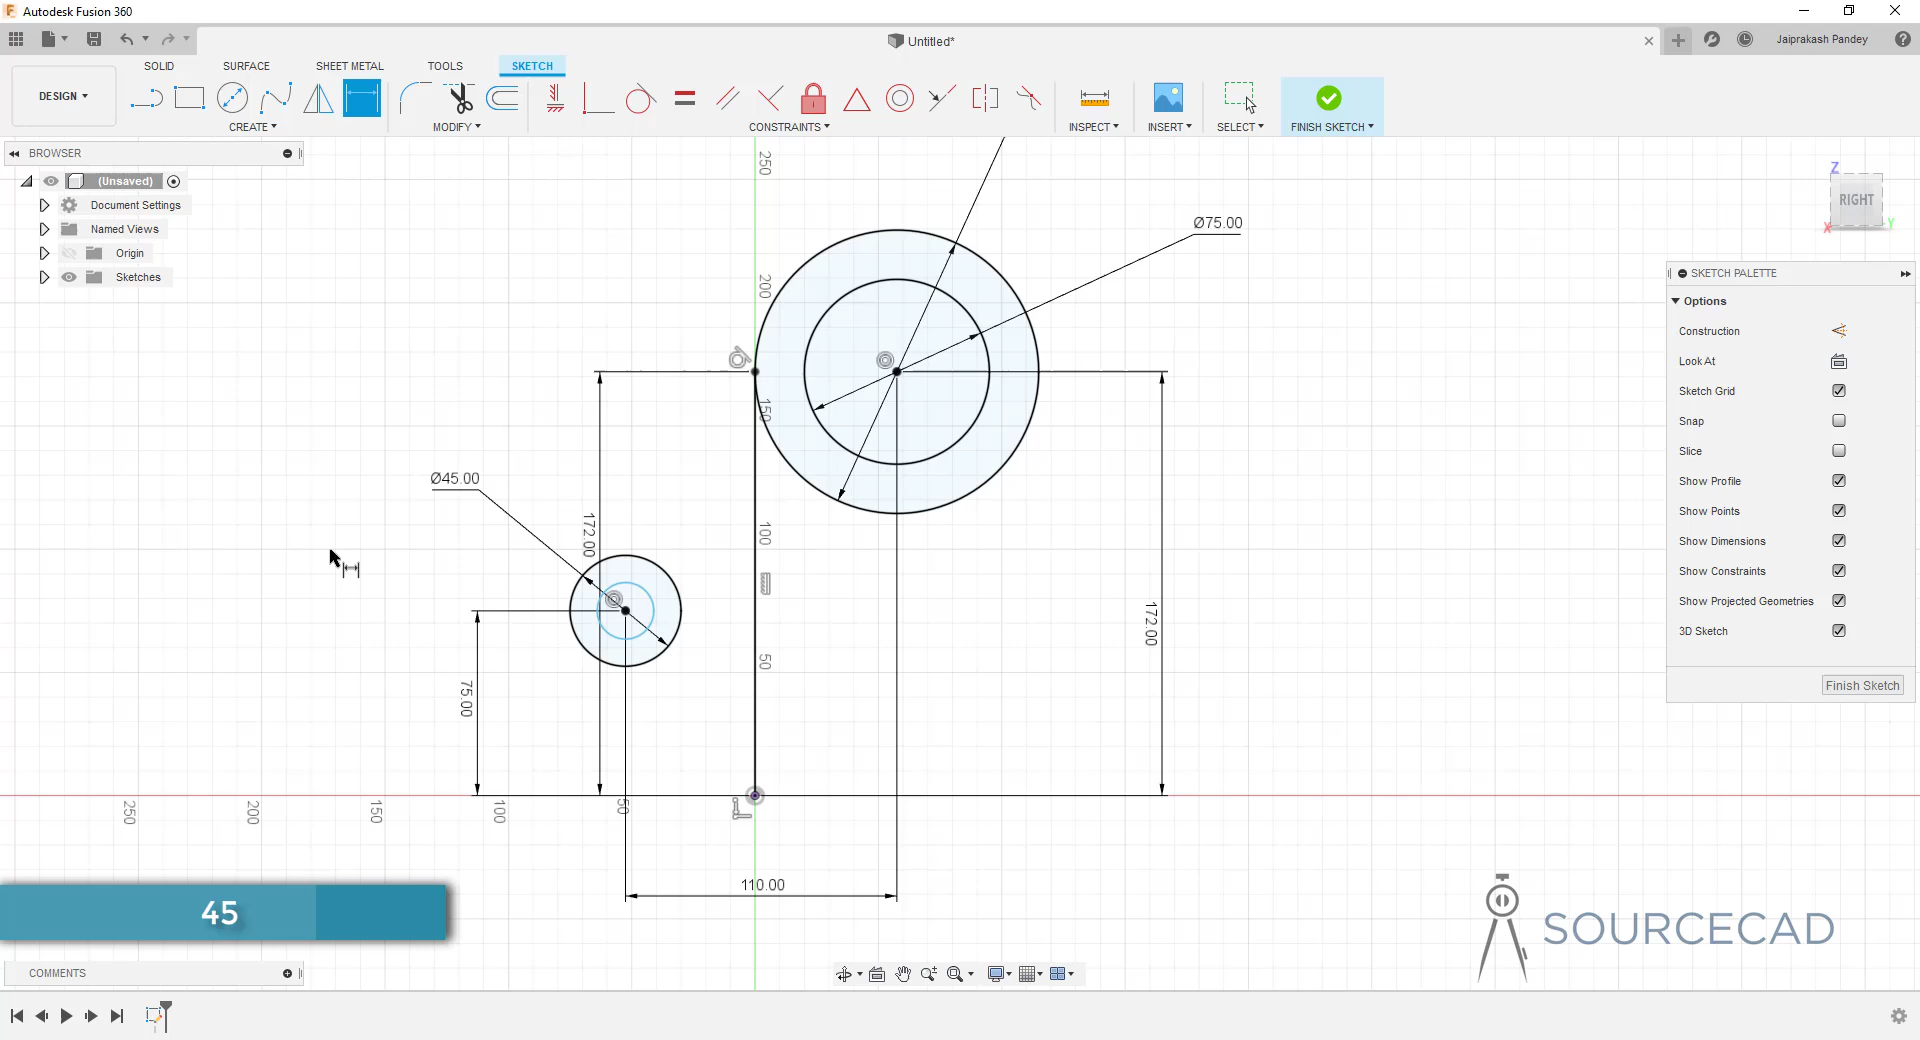 Autodesk Fusion 360
Untitled*
Jaiprakash Pandey
SOLID SURFACE SHEET METAL TOOLS SKETCH
DESIGN
CREATE MODIFY CONSTRAINTS INSPECT INSERT SELECT FINISH SKETCH
BROWSER
(Unsaved)
Document Settings
Named Views
Origin
Sketches
250
200
150
100
50
Ø75.00
Ø45.00
172.00
172.00
75.00
110.00
250 200 150 100 50
Z
RIGHT
X
Y
SKETCH PALETTE
Options
Construction
Look At
Sketch Grid
Snap
Slice
Show Profile
Show Points
Show Dimensions
Show Constraints
Show Projected Geometries
3D Sketch
Finish Sketch
45
SOURCECAD
COMMENTS